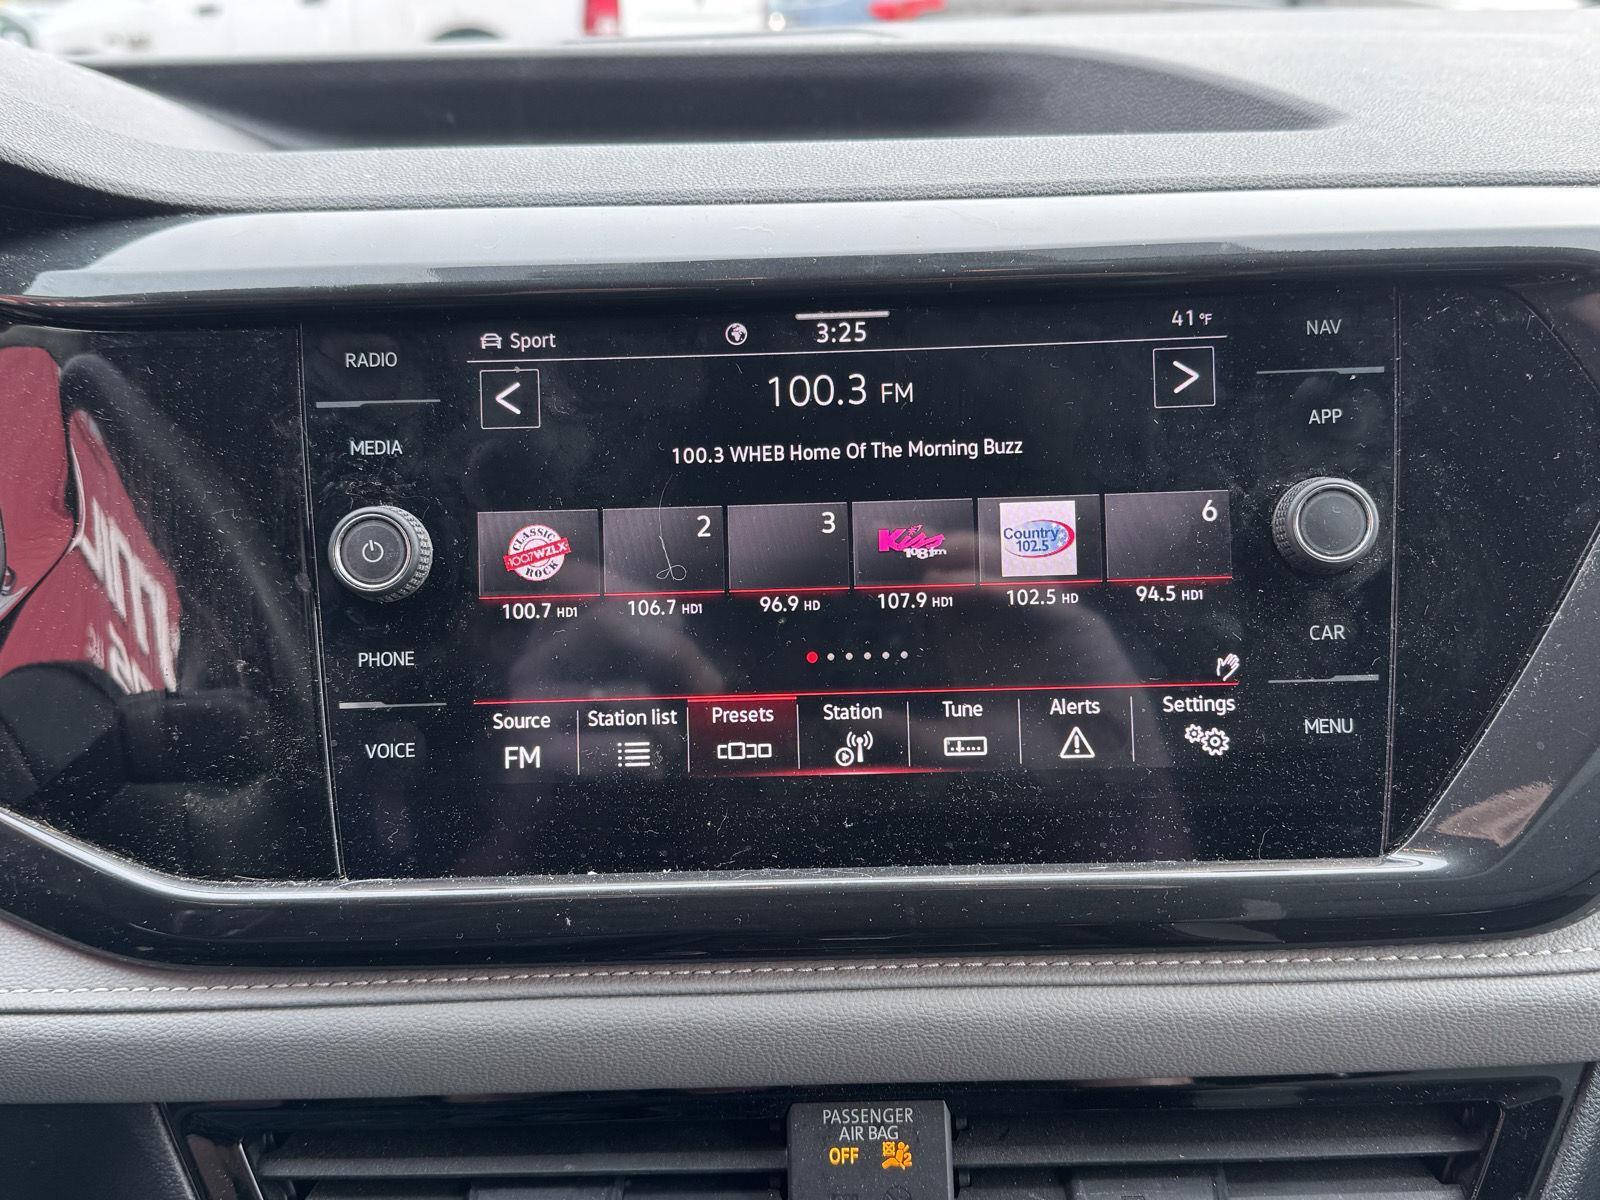 Sport
3:25
41 °F
RADIO
MEDIA
PHONE
VOICE
NAV
APP
CAR
MENU
<
>
100.3 FM
100.3 WHEB Home Of The Morning Buzz
CLASSIC
100.7 WZLX
ROCK
2
3
Kiss
108 fm
Country
102.5
6
100.7 HD1
106.7 HD1
96.9 HD
107.9 HD1
102.5 HD
94.5 HD1
Source
FM
Station list
Presets
Station
Tune
Alerts
Settings
PASSENGER
AIR BAG
OFF
2